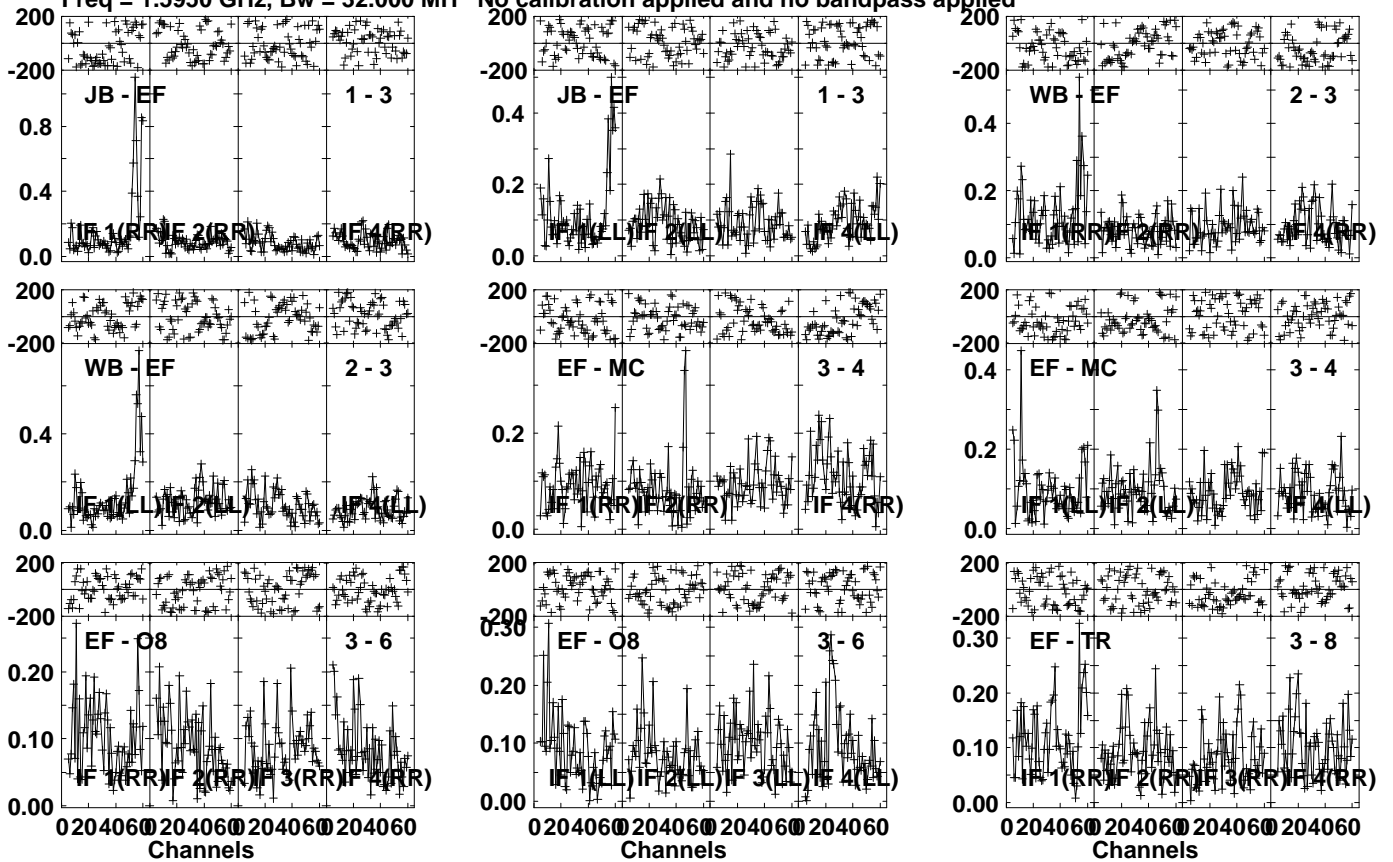 Freq = 1.5950 GHz, Bw = 32.000 MH No calibration applied and no bandpass applied
200
-200
JB - EF 1 - 3
0.8
0.4
0.0
IF 1(RR) IF 2(RR) IF 4(RR)
200
-200
JB - EF 1 - 3
0.4
0.2
0.0
IF 1(LL) IF 2(LL) IF 4(LL)
200
-200
WB - EF 2 - 3
0.4
0.2
0.0
IF 1(RR) IF 2(RR) IF 4(RR)
200
-200
WB - EF 2 - 3
0.4
0.0
IF 1(LL) IF 2(LL) IF 4(LL)
200
-200
EF - MC 3 - 4
0.2
0.0
IF 1(RR) IF 2(RR) IF 4(RR)
200
-200
EF - MC 3 - 4
0.4
0.2
0.0
IF 1(LL) IF 2(LL) IF 4(LL)
200
-200
EF - O8 3 - 6
0.20
0.10
0.00
IF 1(RR) IF 2(RR) IF 3(RR) IF 4(RR)
0 20 40 60 0 20 40 60 0 20 40 60 0 20 40 60
Channels
200
-200
0.30
EF - O8 3 - 6
0.20
0.10
0.00
IF 1(LL) IF 2(LL) IF 3(LL) IF 4(LL)
0 20 40 60 0 20 40 60 0 20 40 60 0 20 40 60
Channels
200
-200
0.30
EF - TR 3 - 8
0.20
0.10
0.00
IF 1(RR) IF 2(RR) IF 3(RR) IF 4(RR)
0 20 40 60 0 20 40 60 0 20 40 60 0 20 40 60
Channels